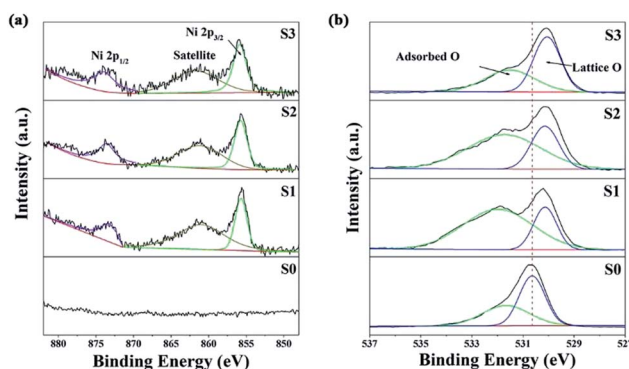 (a)
Ni 2p3/2
S3
Ni 2p1/2
Satellite
S2
S1
S0
Intensity (a.u.)
880 875 870 865 860 855 850
Binding Energy (eV)
(b)
S3
Adsorbed O
Lattice O
S2
S1
S0
Intensity (a.u.)
537 535 533 531 529 52
Binding Energy (eV)